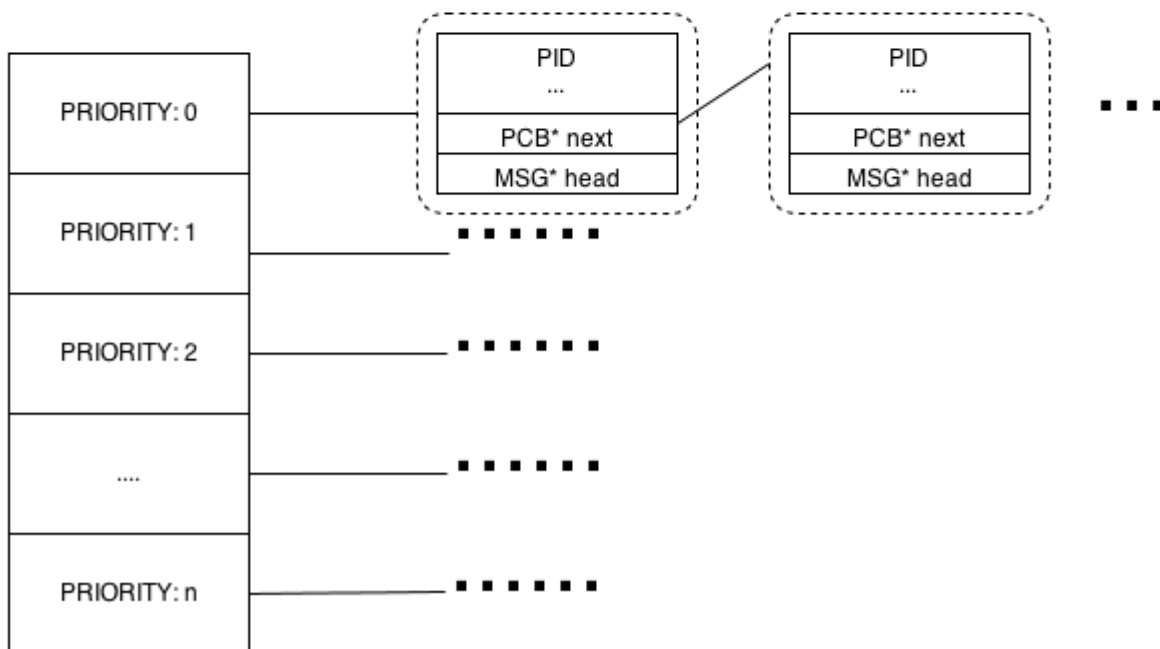 PRIORITY: 0
PID
...
PCB* next
MSG* head
PID
...
PCB* next
MSG* head
PRIORITY: 1
PRIORITY: 2
....
PRIORITY: n